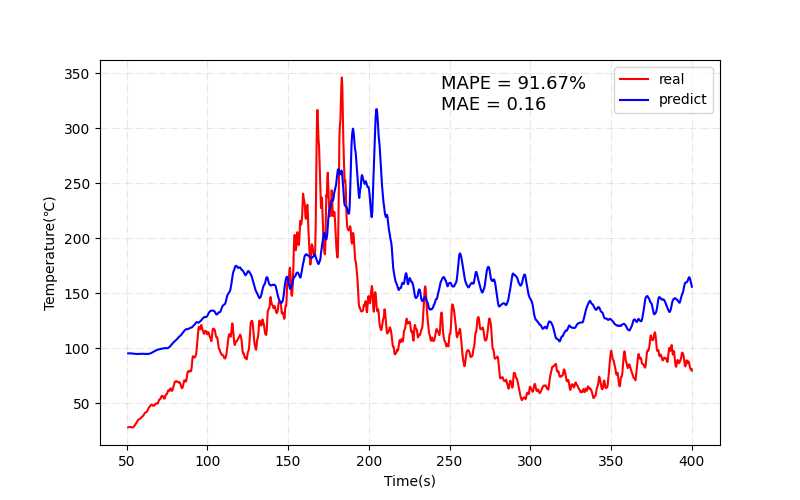 MAPE = 91.67%
MAE = 0.16
real
predict
Temperature(℃)
350
300
250
200
150
100
50
50 100 150 200 250 300 350 400
Time(s)